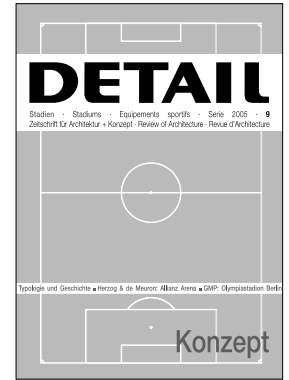 DETAIL
Stadien · Stadiums · Equipements sportifs · Serie 2005 · 9
Zeitschrift für Architektur + Konzept · Review of Architecture · Revue d'Architecture
Typologie und Geschichte ■ Herzog & de Meuron: Allianz Arena ■ GMP: Olympiastadion Berlin
Konzept